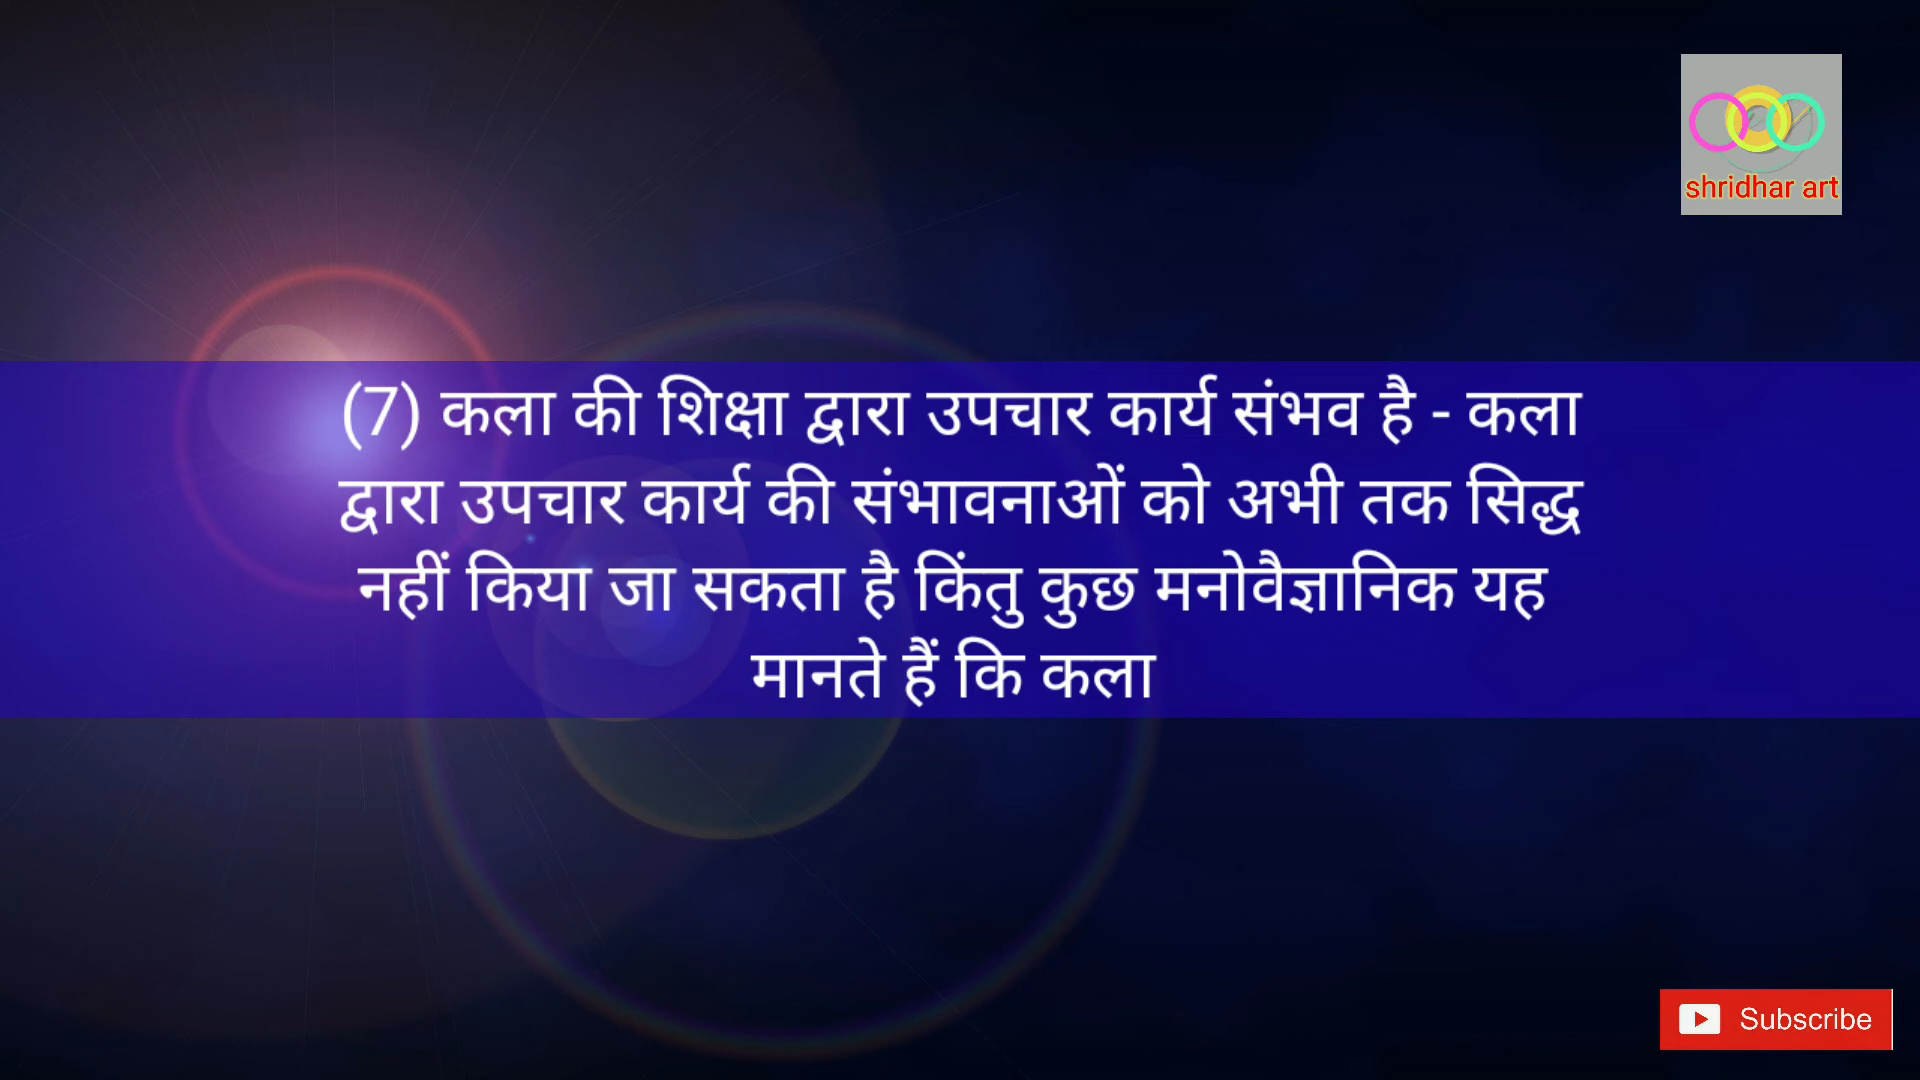 shridhar art
(7) कला की शिक्षा द्वारा उपचार कार्य संभव है - कला
द्वारा उपचार कार्य की संभावनाओं को अभी तक सिद्ध
नहीं किया जा सकता है किंतु कुछ मनोवैज्ञानिक यह
मानते हैं कि कला
Subscribe